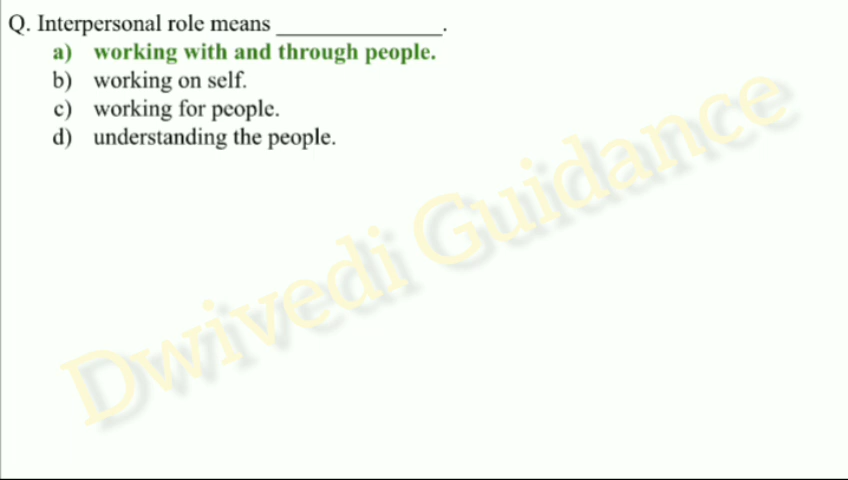 Q. Interpersonal role means _______________.
a) working with and through people.
b) working on self.
c) working for people.
d) understanding the people.
Dwivedi Guidance